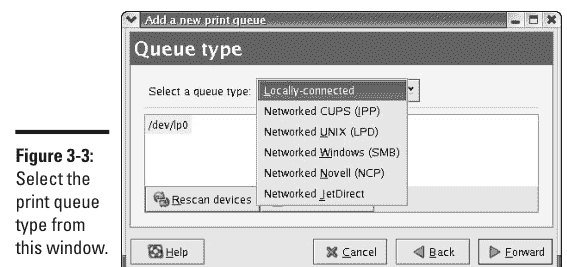 Add a new print queue
Queue type
Select a queue type:
Locally-connected
Networked CUPS (IPP)
Networked UNIX (LPD)
Networked Windows (SMB)
Networked Novell (NCP)
Networked JetDirect
/dev/lp0
Rescan devices
Help
Cancel
Back
Forward
Figure 3-3:
Select the
print queue
type from
this window.